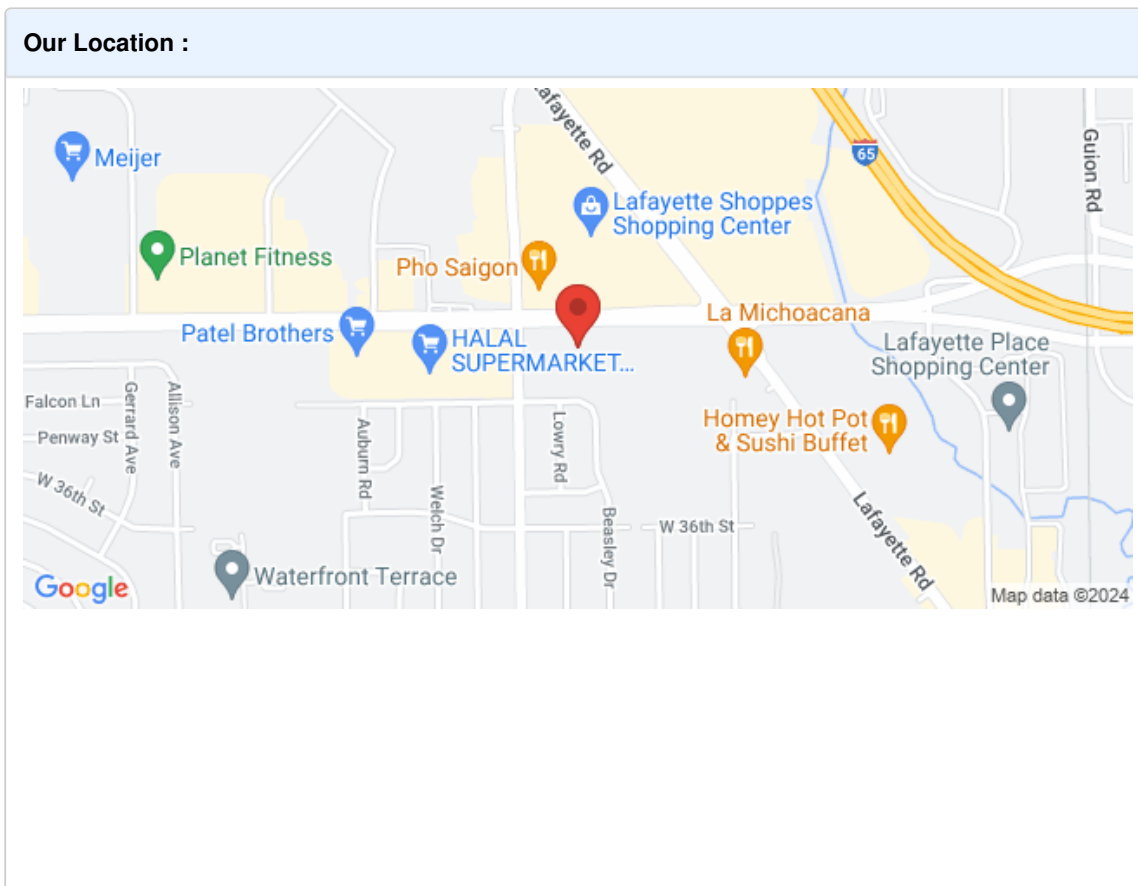 Our Location :
Lafayette Rd
65
Guion Rd
Meijer
Lafayette Shoppes
Shopping Center
Planet Fitness
Pho Saigon
La Michoacana
Patel Brothers
HALAL
SUPERMARKET...
Lafayette Place
Shopping Center
Falcon Ln
Gerrard Ave
Allison Ave
Penway St
Auburn Rd
Lowry Rd
Homey Hot Pot
& Sushi Buffet
W 36th St
Welch Dr
Beasley Dr
W 36th St
Lafayette Rd
Waterfront Terrace
Google
Map data ©2024